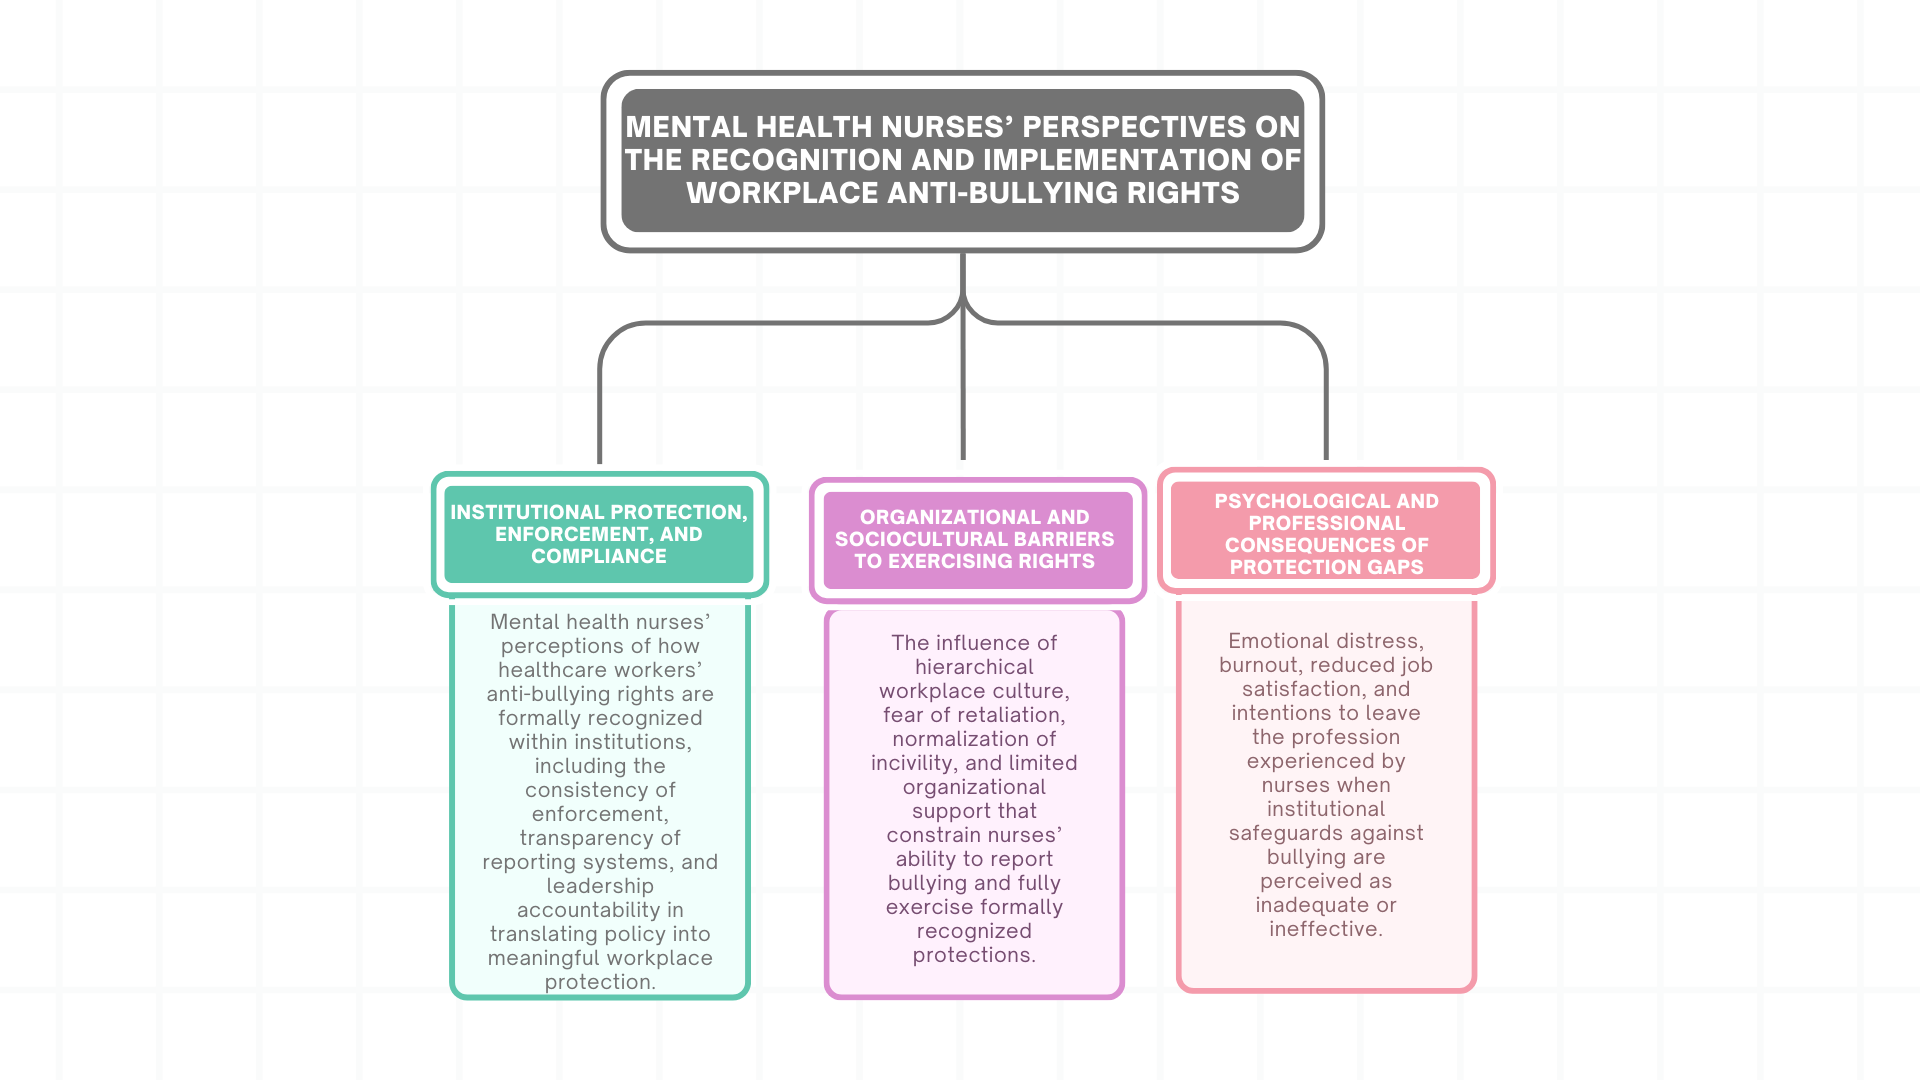 MENTAL HEALTH NURSES’ PERSPECTIVES ON
THE RECOGNITION AND IMPLEMENTATION OF
WORKPLACE ANTI-BULLYING RIGHTS
INSTITUTIONAL PROTECTION,
ENFORCEMENT, AND
COMPLIANCE
Mental health nurses’
perceptions of how
healthcare workers’
anti-bullying rights are
formally recognized
within institutions,
including the
consistency of
enforcement,
transparency of
reporting systems, and
leadership
accountability in
translating policy into
meaningful workplace
protection.
ORGANIZATIONAL AND
SOCIOCULTURAL BARRIERS
TO EXERCISING RIGHTS
The influence of
hierarchical
workplace culture,
fear of retaliation,
normalization of
incivility, and limited
organizational
support that
constrain nurses’
ability to report
bullying and fully
exercise formally
recognized
protections.
PSYCHOLOGICAL AND
PROFESSIONAL
CONSEQUENCES OF
PROTECTION GAPS
Emotional distress,
burnout, reduced job
satisfaction, and
intentions to leave
the profession
experienced by
nurses when
institutional
safeguards against
bullying are
perceived as
inadequate or
ineffective.